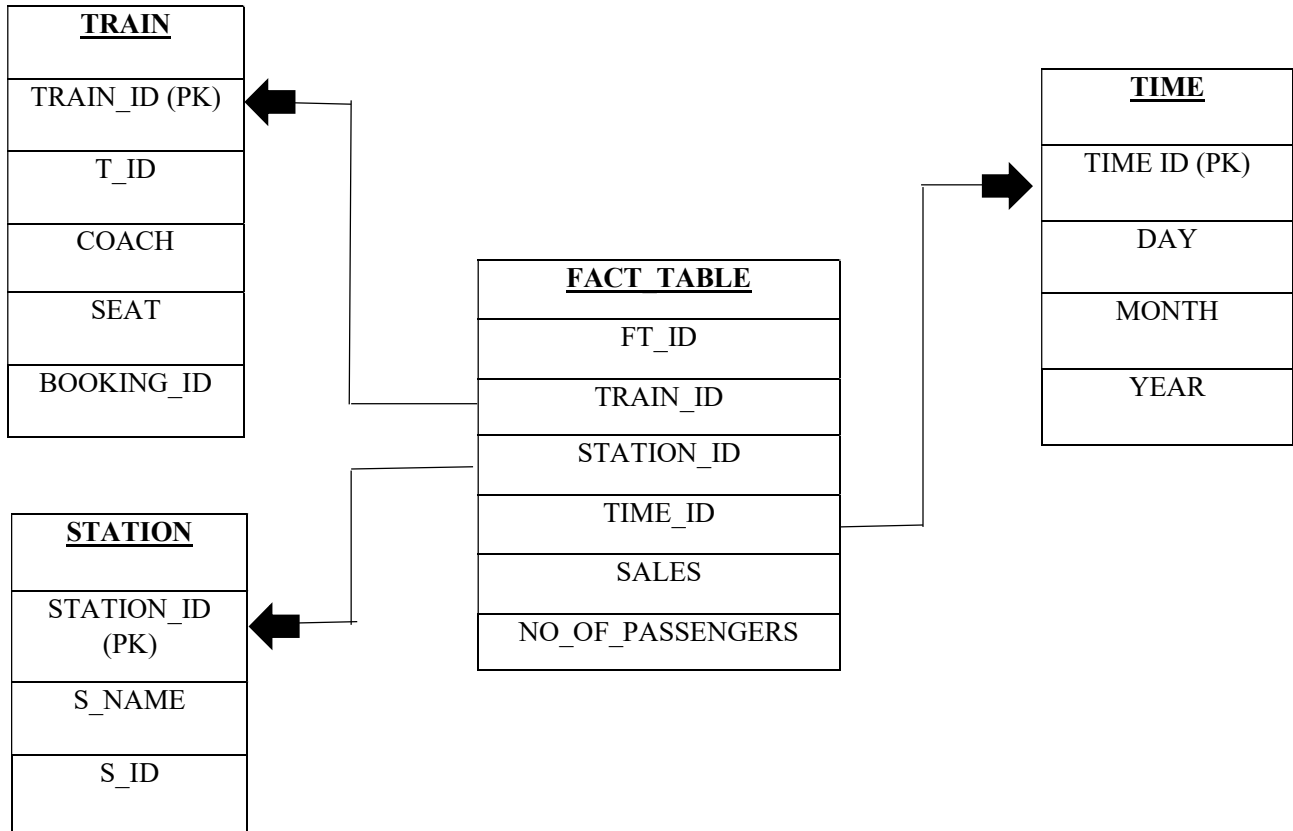 TRAIN
TRAIN_ID (PK)
T_ID
COACH
SEAT
BOOKING_ID
STATION
STATION_ID
(PK)
S_NAME
S_ID
FACT_TABLE
FT_ID
TRAIN_ID
STATION_ID
TIME_ID
SALES
NO_OF_PASSENGERS
TIME
TIME ID (PK)
DAY
MONTH
YEAR